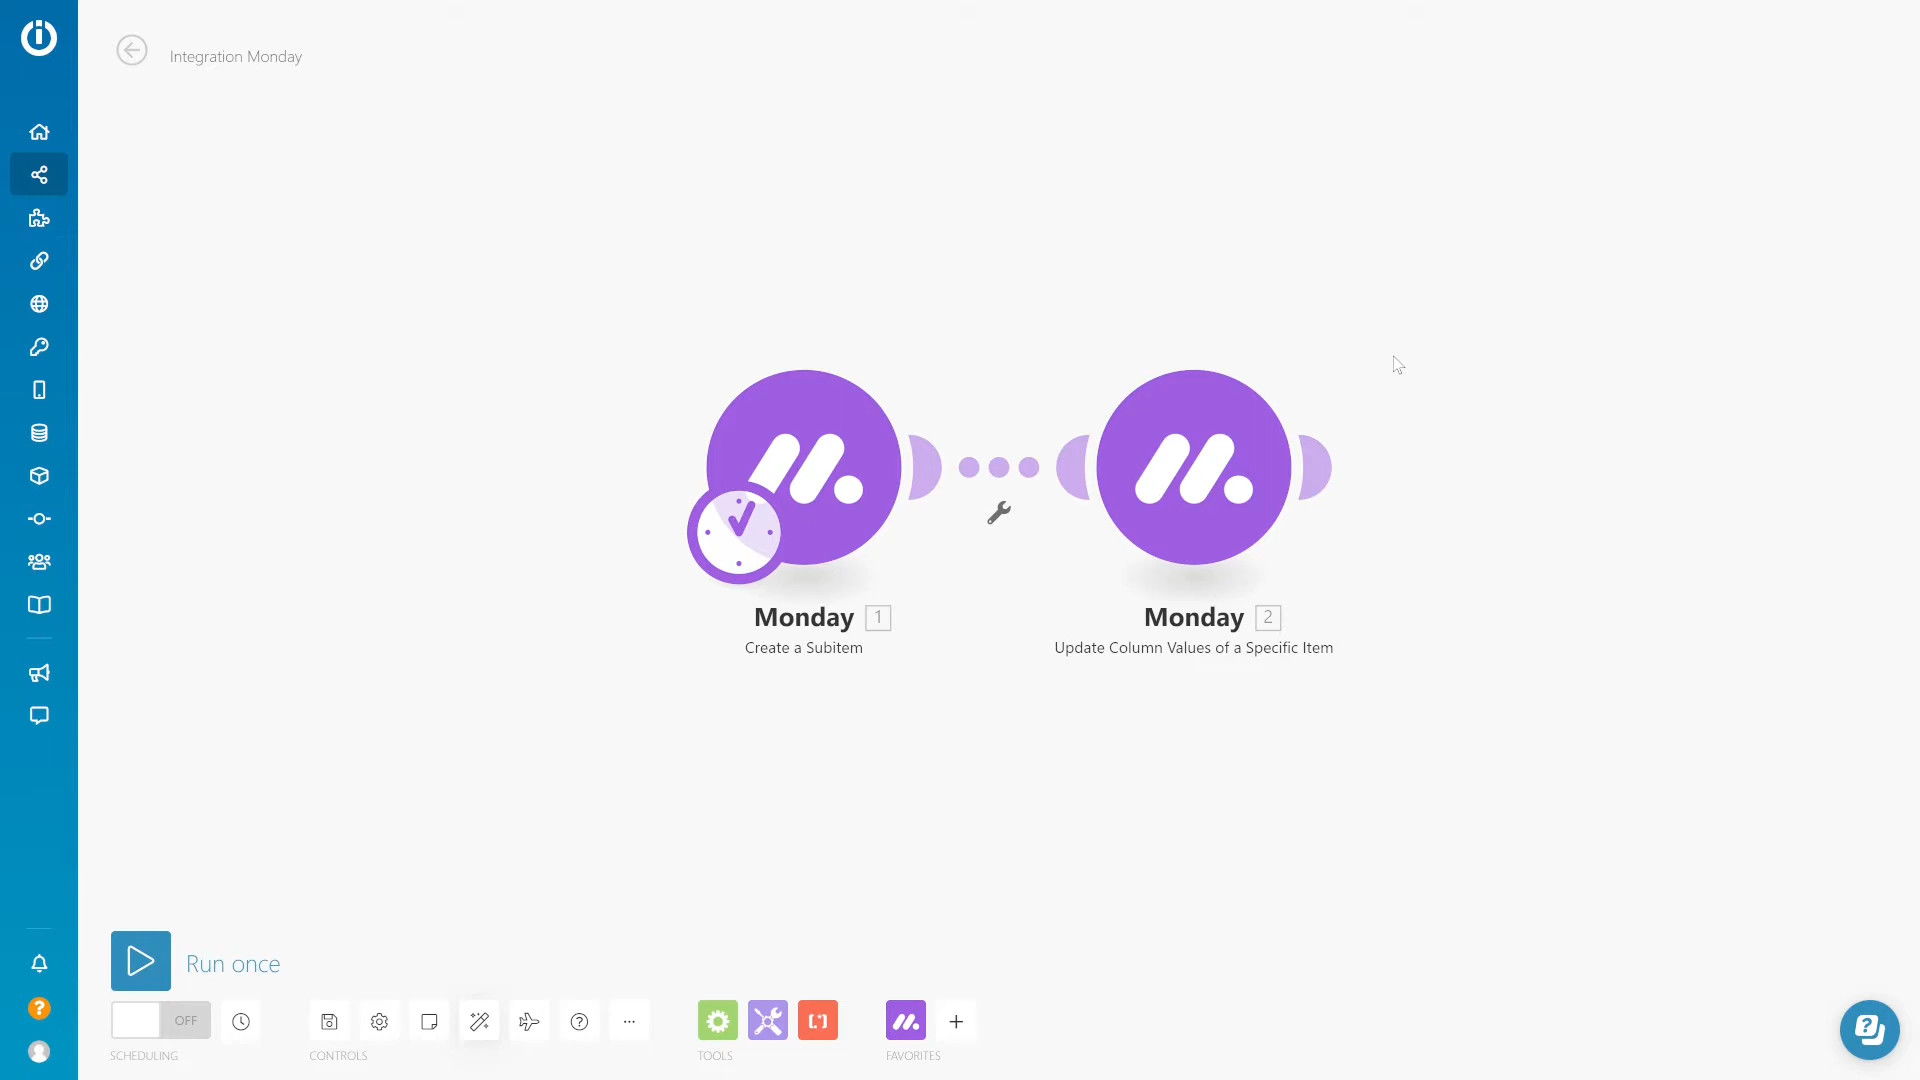 Integration Monday
Monday 1
Create a Subitem
Monday 2
Update Column Values of a Specific Item
Run once
OFF
SCHEDULING
CONTROLS
TOOLS
FAVORITES